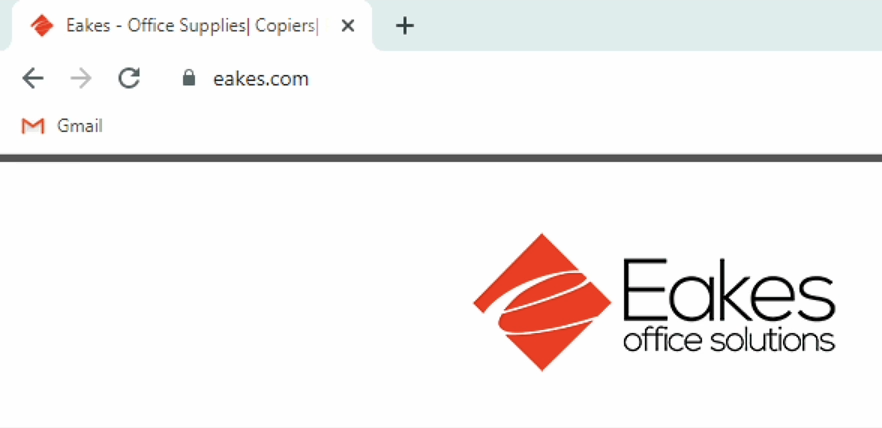 Eakes - Office Supplies| Copiers|
eakes.com
Gmail
Eakes
office solutions